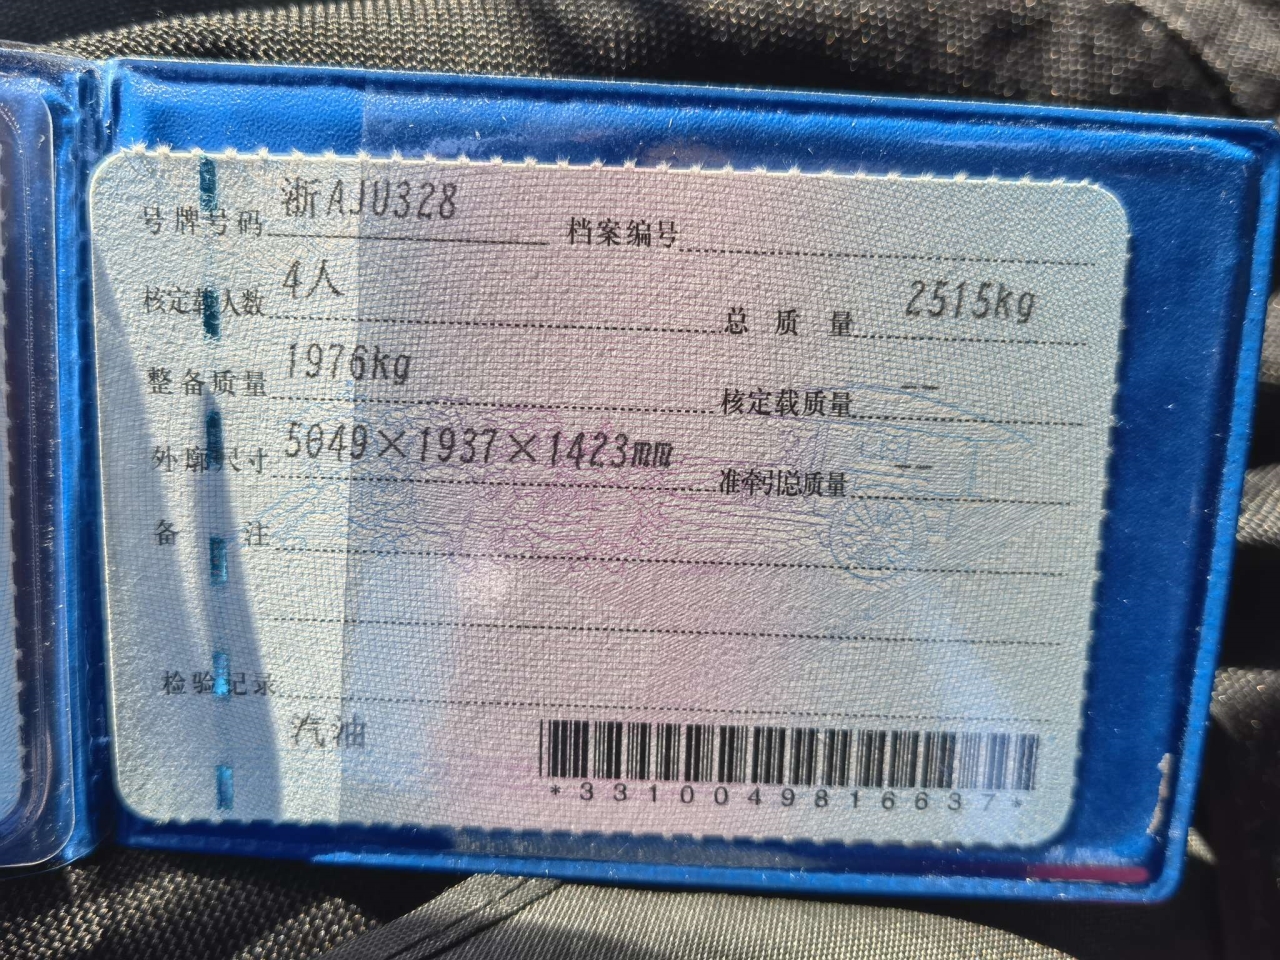 号牌号码 浙AJU328 档案编号
核定载人数 4人 总质量 2515kg
整备质量 1976kg 核定载质量 --
外廓尺寸 5049×1937×1423mm 准牵引总质量 --
备注
检验记录
汽油
*3310049816637*